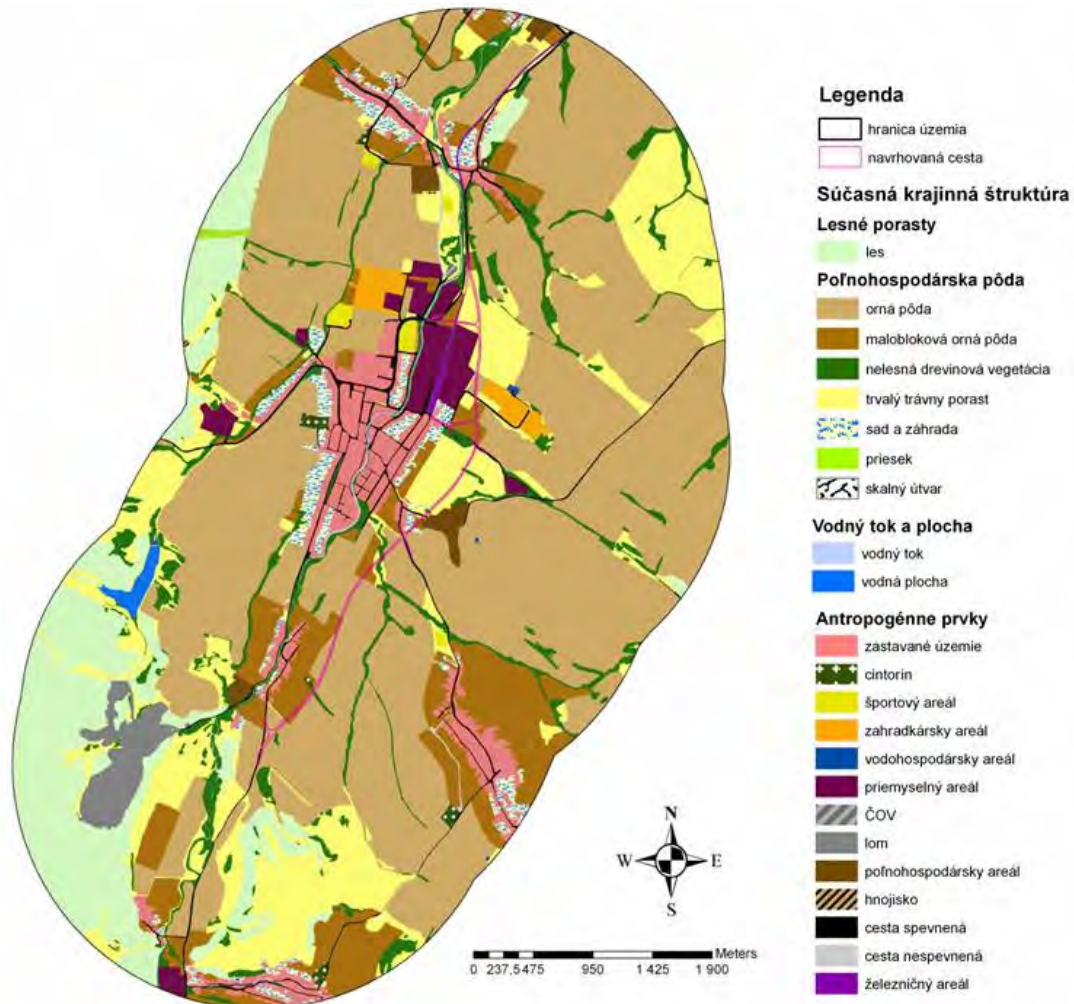 Legenda
hranica územia
navrhovaná cesta
Súčasná krajinná štruktúra
Lesné porasty
les
Poľnohospodárska pôda
orná pôda
malobloková orná pôda
nelesná drevinová vegetácia
trvalý trávny porast
sad a záhrada
priesek
skalný útvar
Vodný tok a plocha
vodný tok
vodná plocha
Antropogénne prvky
zastavané územie
cintorin
športový areál
zahradkársky areál
vodohospodársky areál
priemyselný areál
ČOV
lom
poľnohospodársky areál
hnojisko
cesta spevnená
cesta nespevnená
železničný areál
N
W E
S
Meters
0 237,5 475 950 1 425 1 900